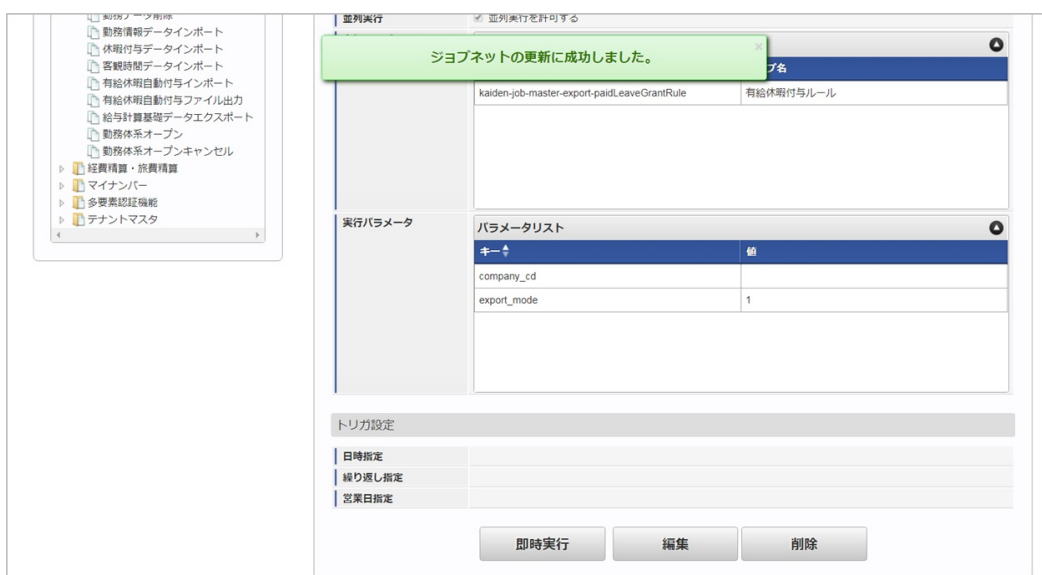 勤務データ削除
勤務情報データインポート
休暇付与データインポート
客観時間データインポート
有給休暇自動付与インポート
有給休暇自動付与ファイル出力
給与計算基礎データエクスポート
勤務体系オープン
勤務体系オープンキャンセル
経費精算・旅費精算
マイナンバー
多要素認証機能
テナントマスタ
並列実行
並列実行を許可する
ジョブネットの更新に成功しました。
ブ名
kaiden-job-master-export-paidLeaveGrantRule
有給休暇付与ルール
実行パラメータ
パラメータリスト
キー
値
company_cd
export_mode
1
トリガ設定
日時指定
繰り返し指定
営業日指定
即時実行
編集
削除